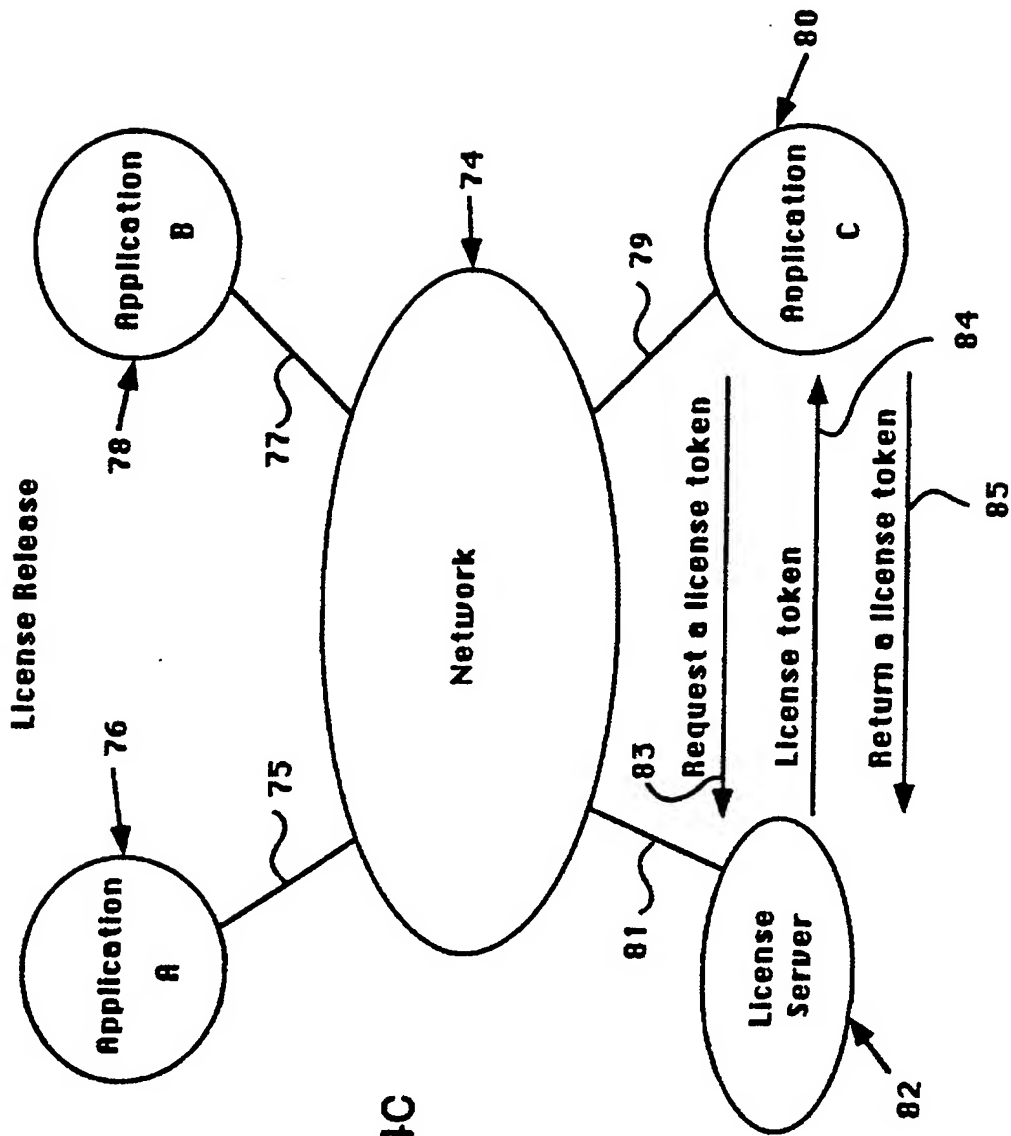 License Release
76
78
Application
A
Application
B
75
77
Network
74
81
83
79
Request a license token
License
Server
License token
Aoplication
C
Return a license token
82
84
80
85